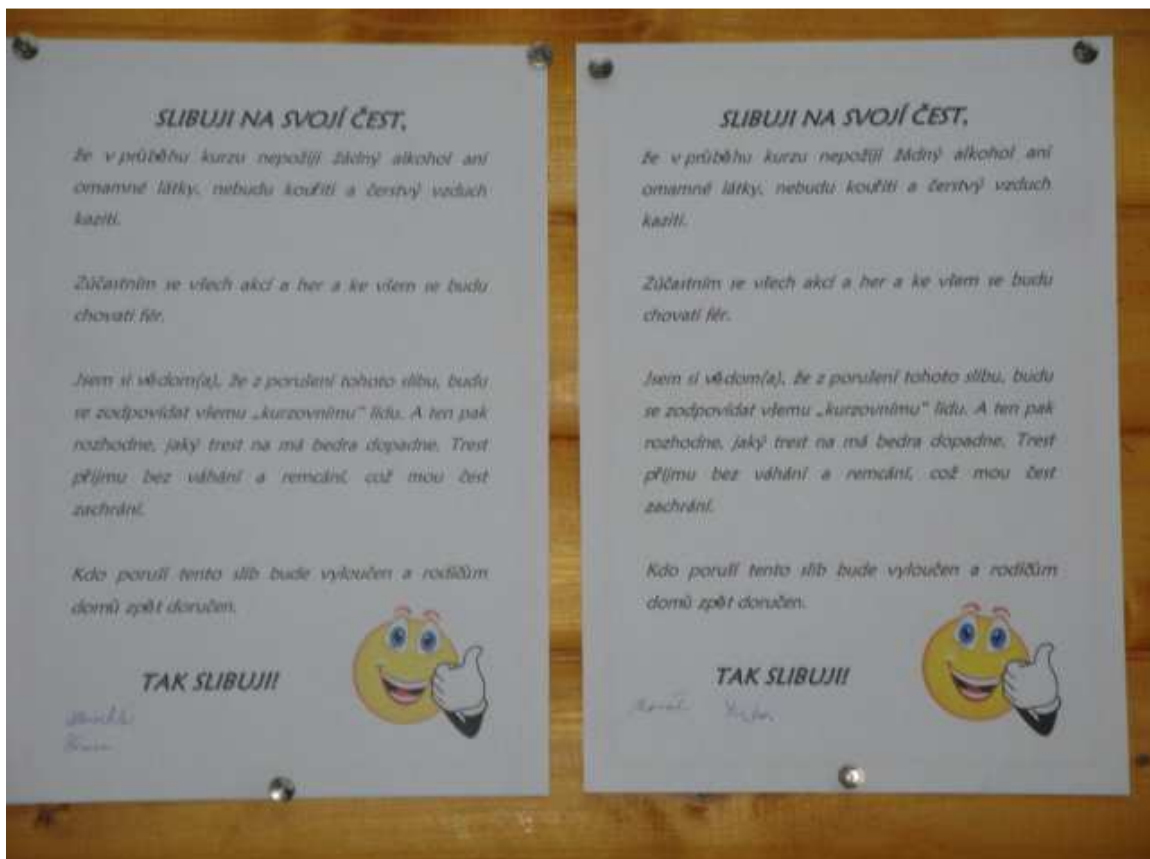 SLIBUJI NA SVOJÍ ČEST,
že v průběhu kurzu nepožiji žádný alkohol ani
omamné látky, nebudu kouřiti a čerstvý vzduch
kaziti.
Zúčastním se všech akcí a her a ke všem se budu
chovati fér.
Jsem si vědom(a), že z porušení tohoto slibu, budu
se zodpovídat všemu „kurzovnímu" lidu. A ten pak
rozhodne, jaký trest na má bedra dopadne. Trest
přijmu bez váhání a remcání, což mou čest
zachrání.
Kdo poruší tento slib bude vyloučen a rodičům
domů zpět doručen.
TAK SLIBUJI!
SLIBUJI NA SVOJÍ ČEST,
že v průběhu kurzu nepožiji žádný alkohol ani
omamné látky, nebudu kouřiti a čerstvý vzduch
kaziti.
Zúčastním se všech akcí a her a ke všem se budu
chovati fér.
Jsem si vědom(a), že z porušení tohoto slibu, budu
se zodpovídat všemu „kurzovnímu" lidu. A ten pak
rozhodne, jaký trest na má bedra dopadne. Trest
přijmu bez váhání a remcání, což mou čest
zachrání.
Kdo poruší tento slib bude vyloučen a rodičům
domů zpět doručen.
TAK SLIBUJI!